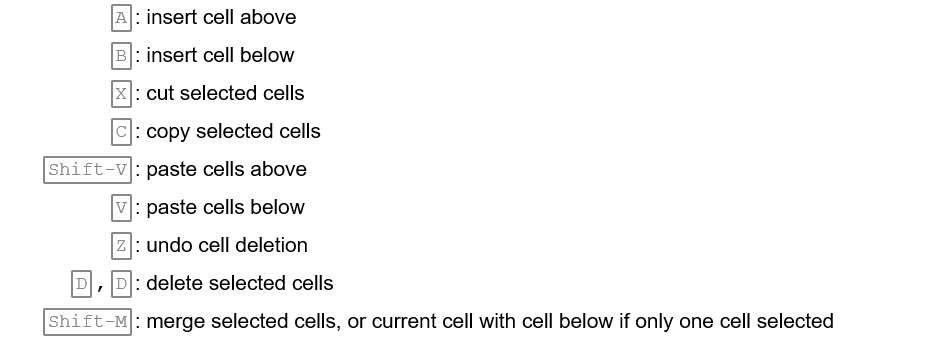 A : insert cell above
B : insert cell below
X : cut selected cells
C : copy selected cells
Shift-V : paste cells above
V : paste cells below
Z : undo cell deletion
D , D : delete selected cells
Shift-M : merge selected cells, or current cell with cell below if only one cell selected